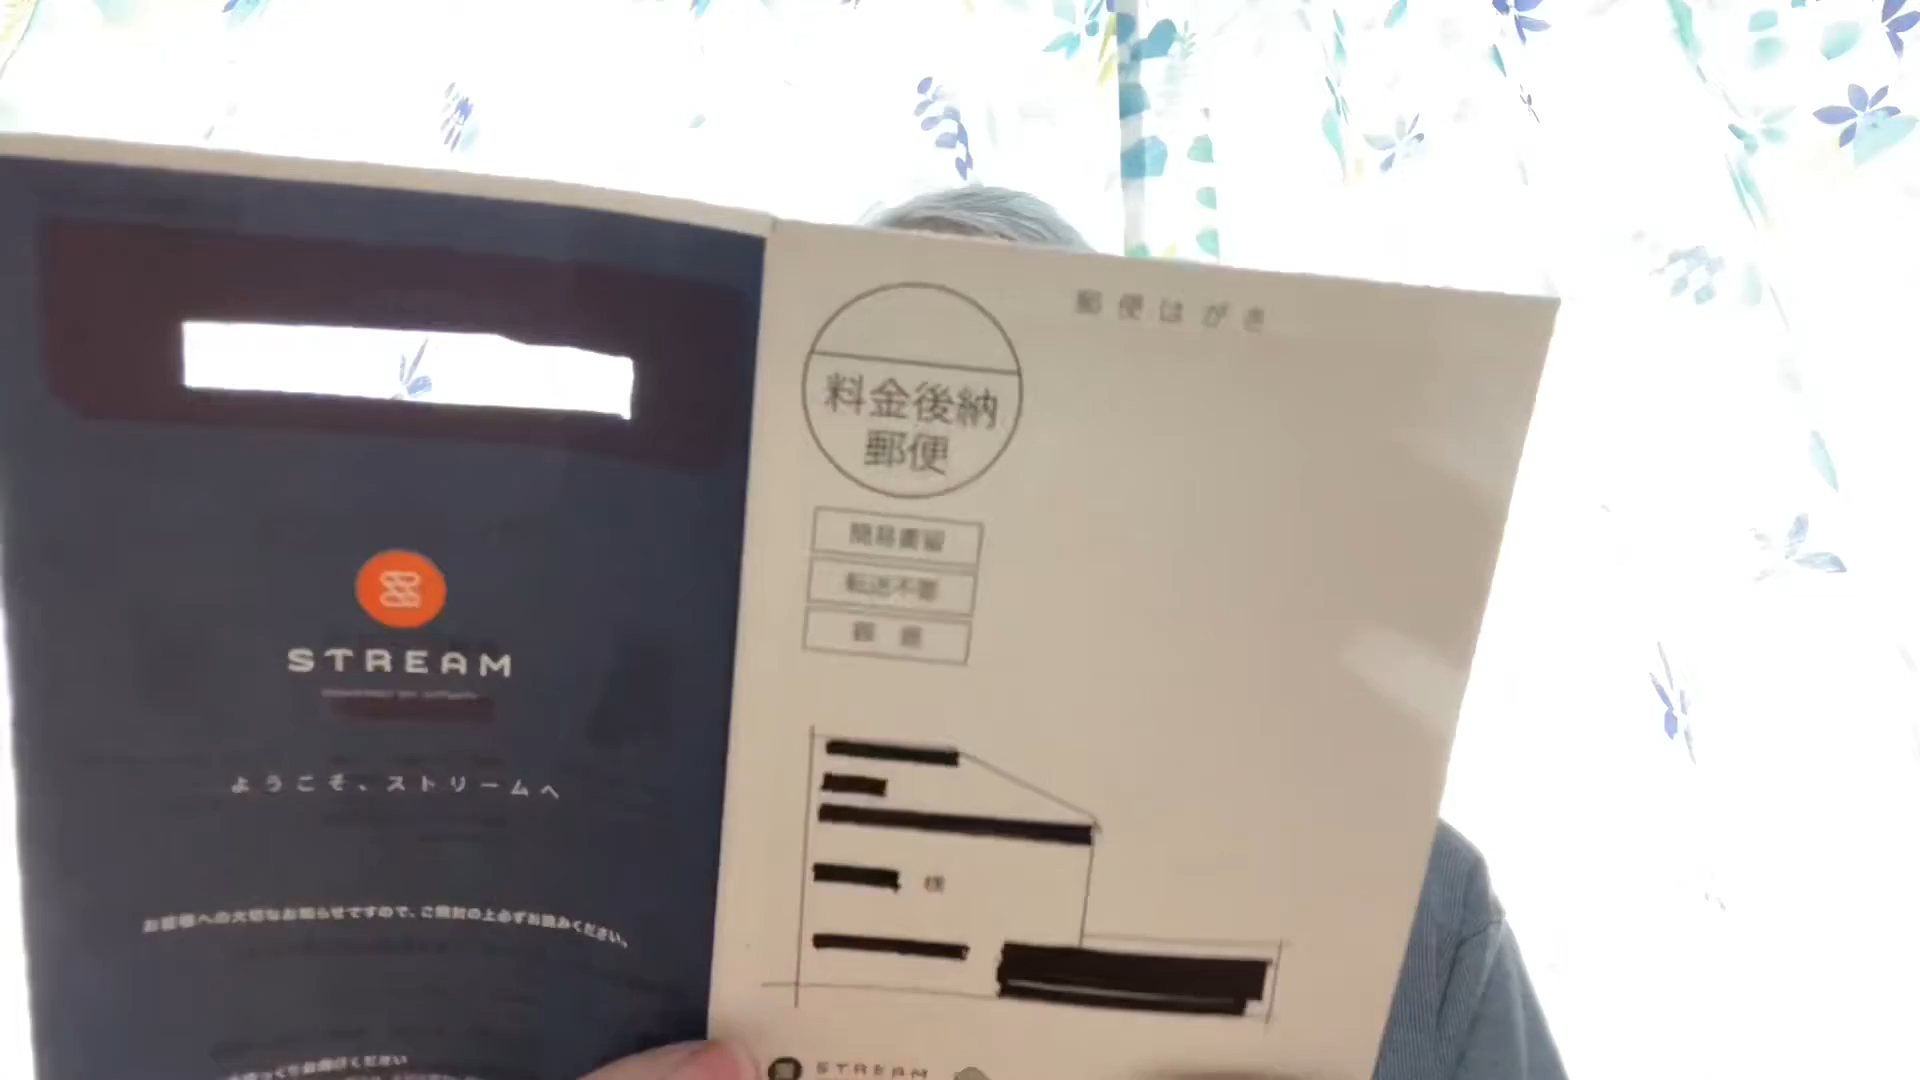 STREAM
ようこそ、ストリームへ
お客様への大切なお知らせですので、ご開封の上必ずお読みください。
郵便はがき
料金後納
郵便
簡易書留
転送不要
親展
様
STREAM